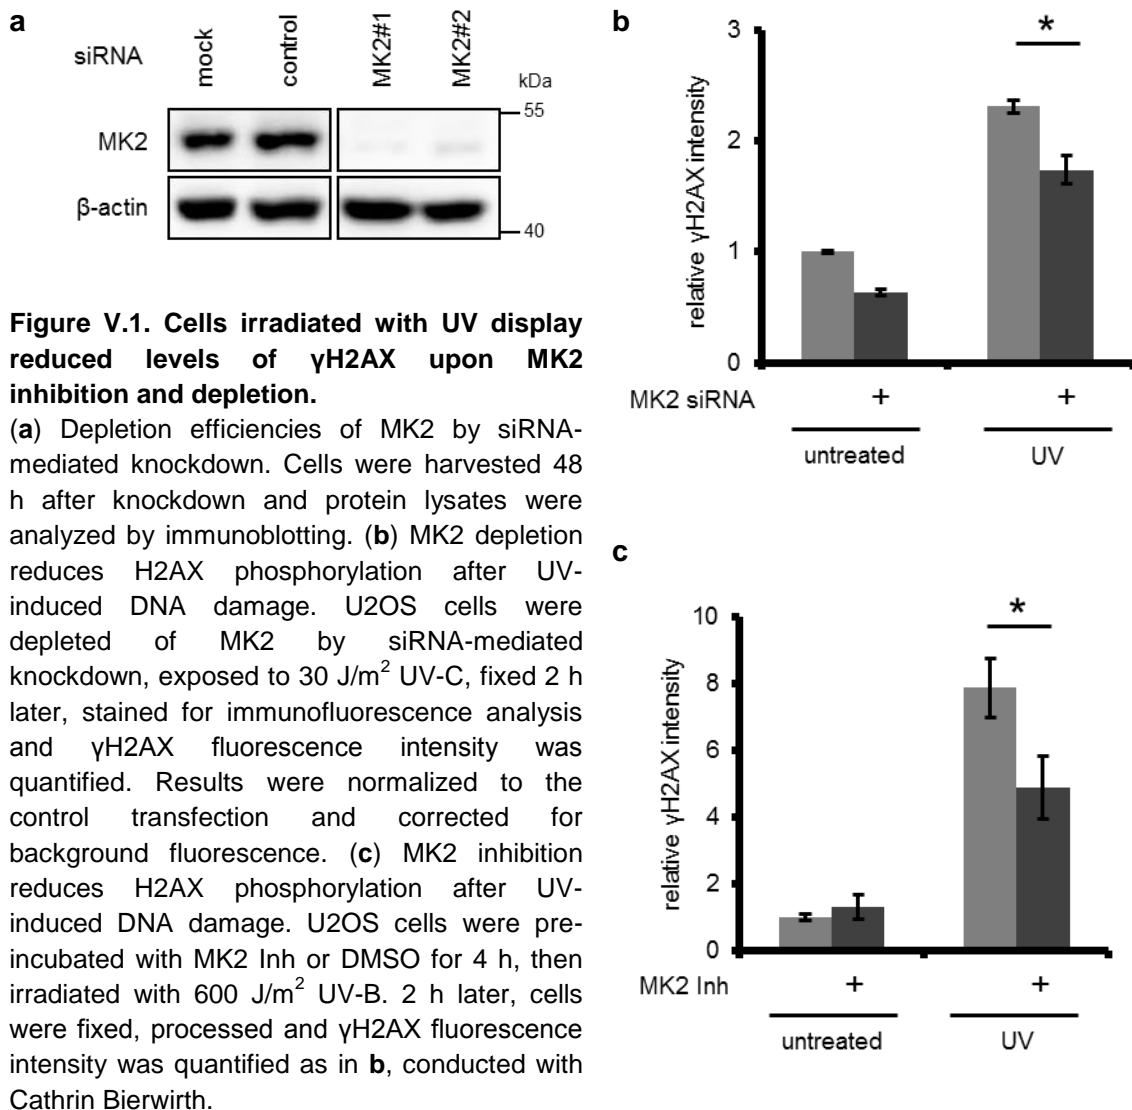 a
siRNA
mock
control
MK2#1
MK2#2
kDa
MK2
55
β-actin
40
Figure V.1. Cells irradiated with UV display
reduced levels of γH2AX upon MK2
inhibition and depletion.
(a) Depletion efficiencies of MK2 by siRNA-
mediated knockdown. Cells were harvested 48
h after knockdown and protein lysates were
analyzed by immunoblotting. (b) MK2 depletion
reduces H2AX phosphorylation after UV-
induced DNA damage. U2OS cells were
depleted of MK2 by siRNA-mediated
knockdown, exposed to 30 J/m² UV-C, fixed 2 h
later, stained for immunofluorescence analysis
and γH2AX fluorescence intensity was
quantified. Results were normalized to the
control transfection and corrected for
background fluorescence. (c) MK2 inhibition
reduces H2AX phosphorylation after UV-
induced DNA damage. U2OS cells were pre-
incubated with MK2 Inh or DMSO for 4 h, then
irradiated with 600 J/m² UV-B. 2 h later, cells
were fixed, processed and γH2AX fluorescence
intensity was quantified as in b, conducted with
Cathrin Bierwirth.
b
relative γH2AX intensity
3
2
1
0
*
MK2 siRNA + +
untreated UV
c
relative γH2AX intensity
10
8
6
4
2
0
*
MK2 Inh + +
untreated UV